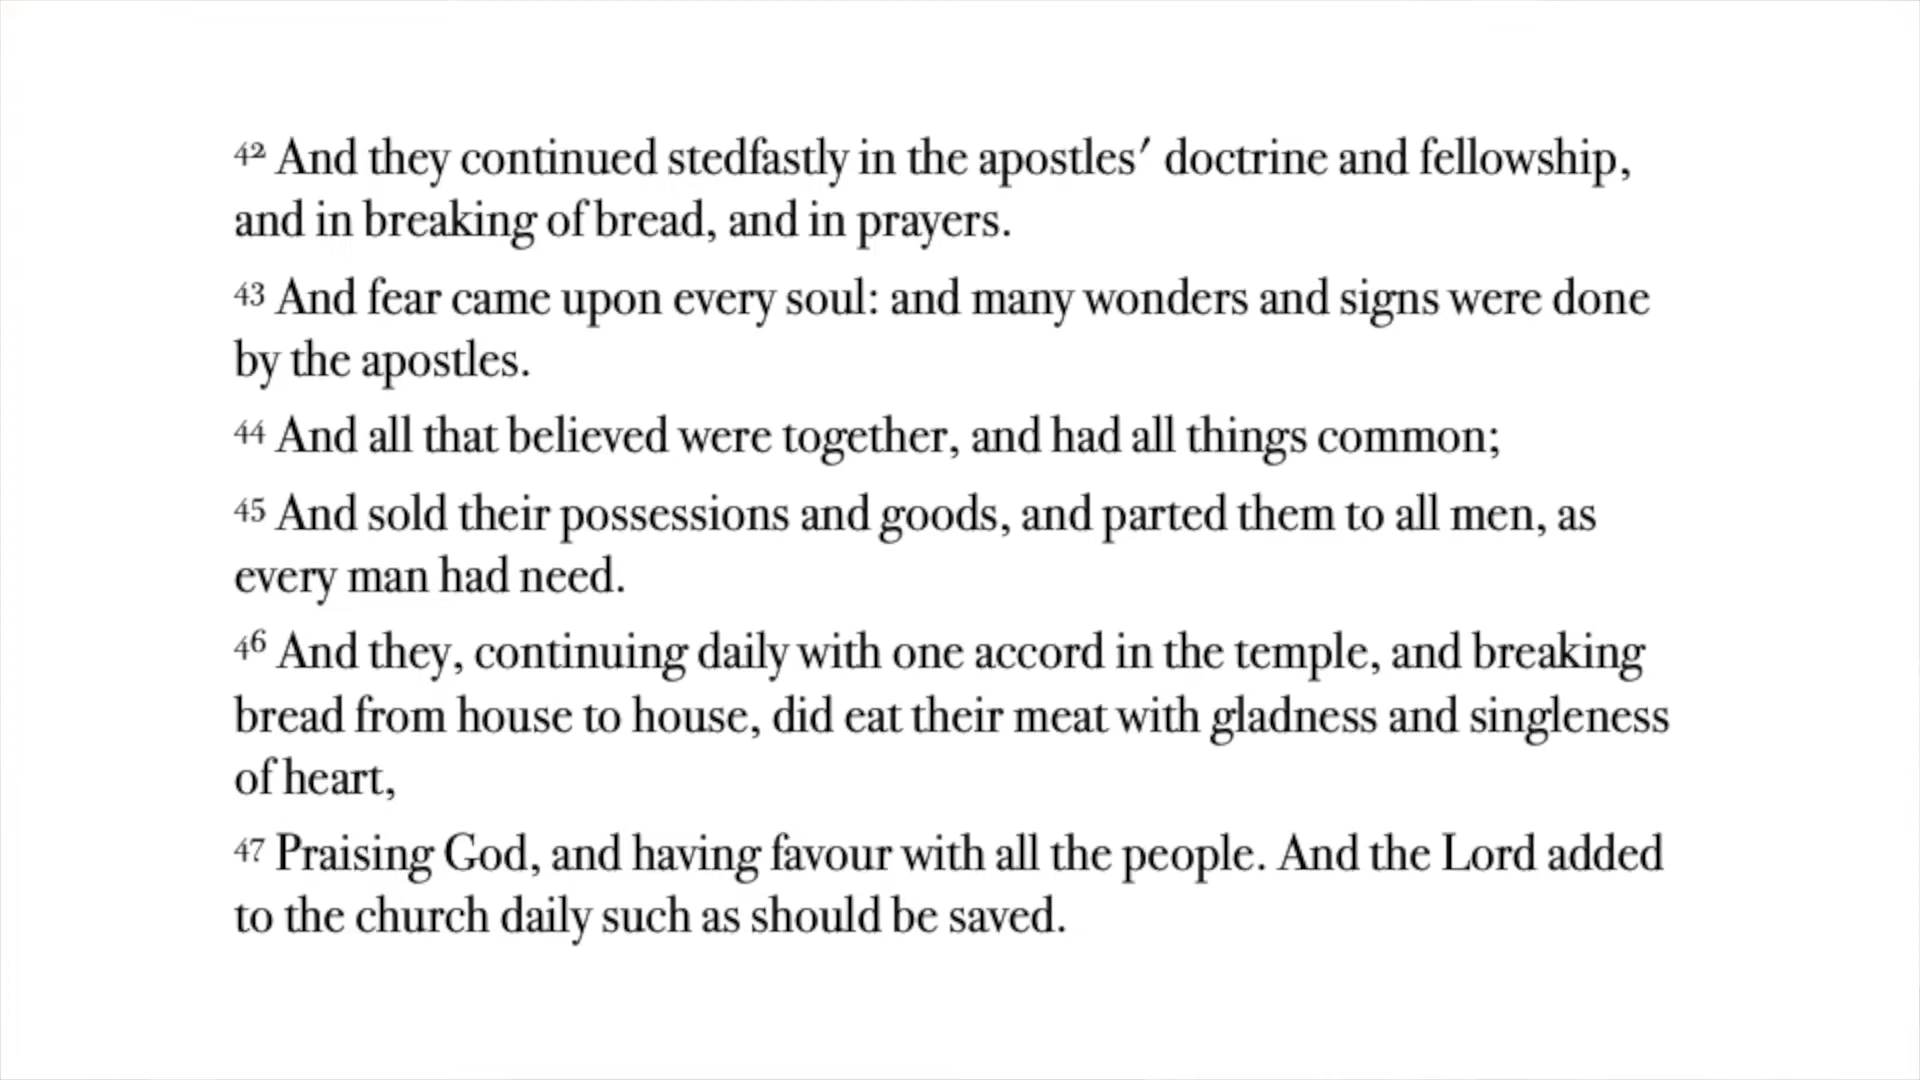 42 And they continued stedfastly in the apostles′ doctrine and fellowship,
and in breaking of bread, and in prayers.
43 And fear came upon every soul: and many wonders and signs were done
by the apostles.
44 And all that believed were together, and had all things common;
45 And sold their possessions and goods, and parted them to all men, as
every man had need.
46 And they, continuing daily with one accord in the temple, and breaking
bread from house to house, did eat their meat with gladness and singleness
of heart,
47 Praising God, and having favour with all the people. And the Lord added
to the church daily such as should be saved.